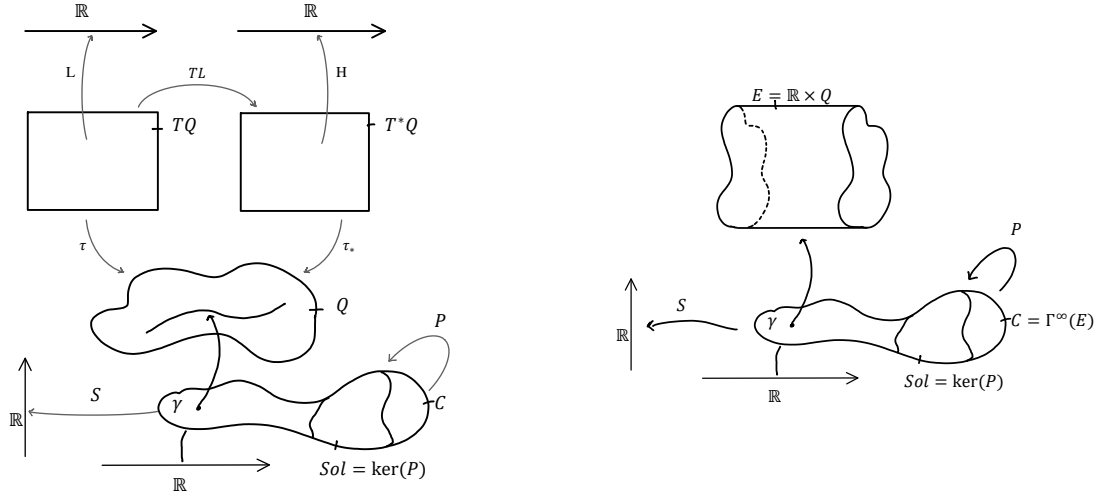 ℝ ℝ
L TL H
TQ T*Q
τ τ*
Q
P
S γ C
ℝ
Sol = ker(P)
ℝ
E = ℝ × Q
P
S γ C = Γ^∞(E)
ℝ
Sol = ker(P)
ℝ